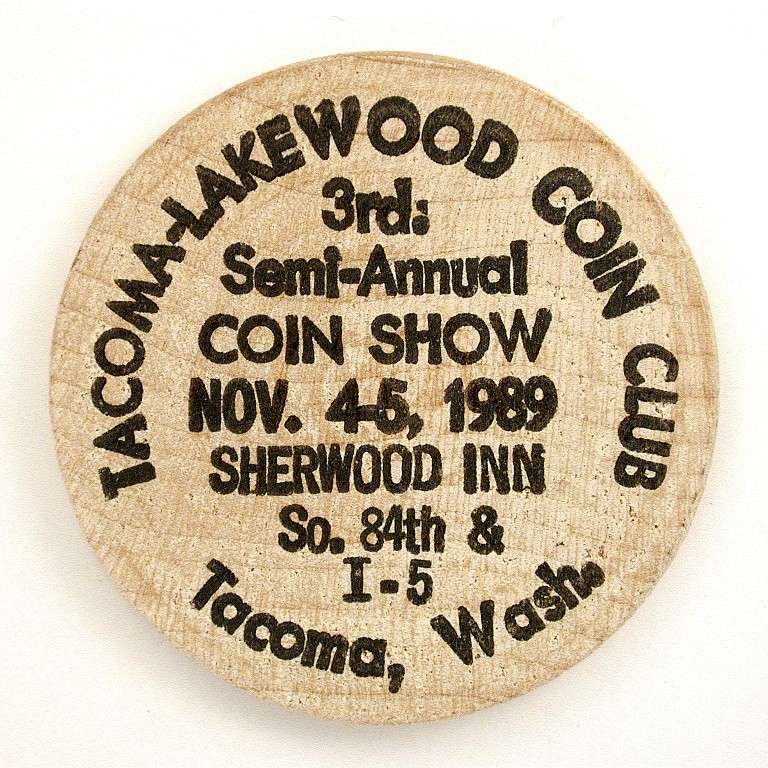 TACOMA-LAKEWOOD COIN CLUB
3rd:
Semi-Annual
COIN SHOW
NOV. 4-5, 1989
SHERWOOD INN
So. 84th &
I-5
Tacoma, Wash.